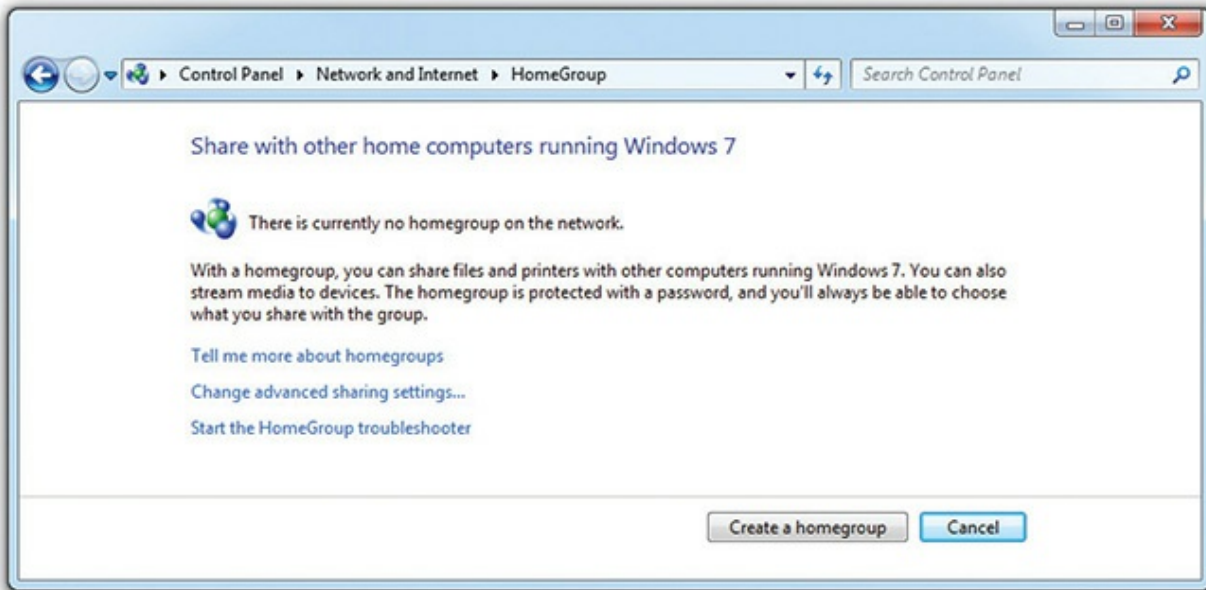 Control Panel ▸ Network and Internet ▸ HomeGroup
Search Control Panel
Share with other home computers running Windows 7
There is currently no homegroup on the network.
With a homegroup, you can share files and printers with other computers running Windows 7. You can also
stream media to devices. The homegroup is protected with a password, and you'll always be able to choose
what you share with the group.
Tell me more about homegroups
Change advanced sharing settings...
Start the HomeGroup troubleshooter
Create a homegroup
Cancel